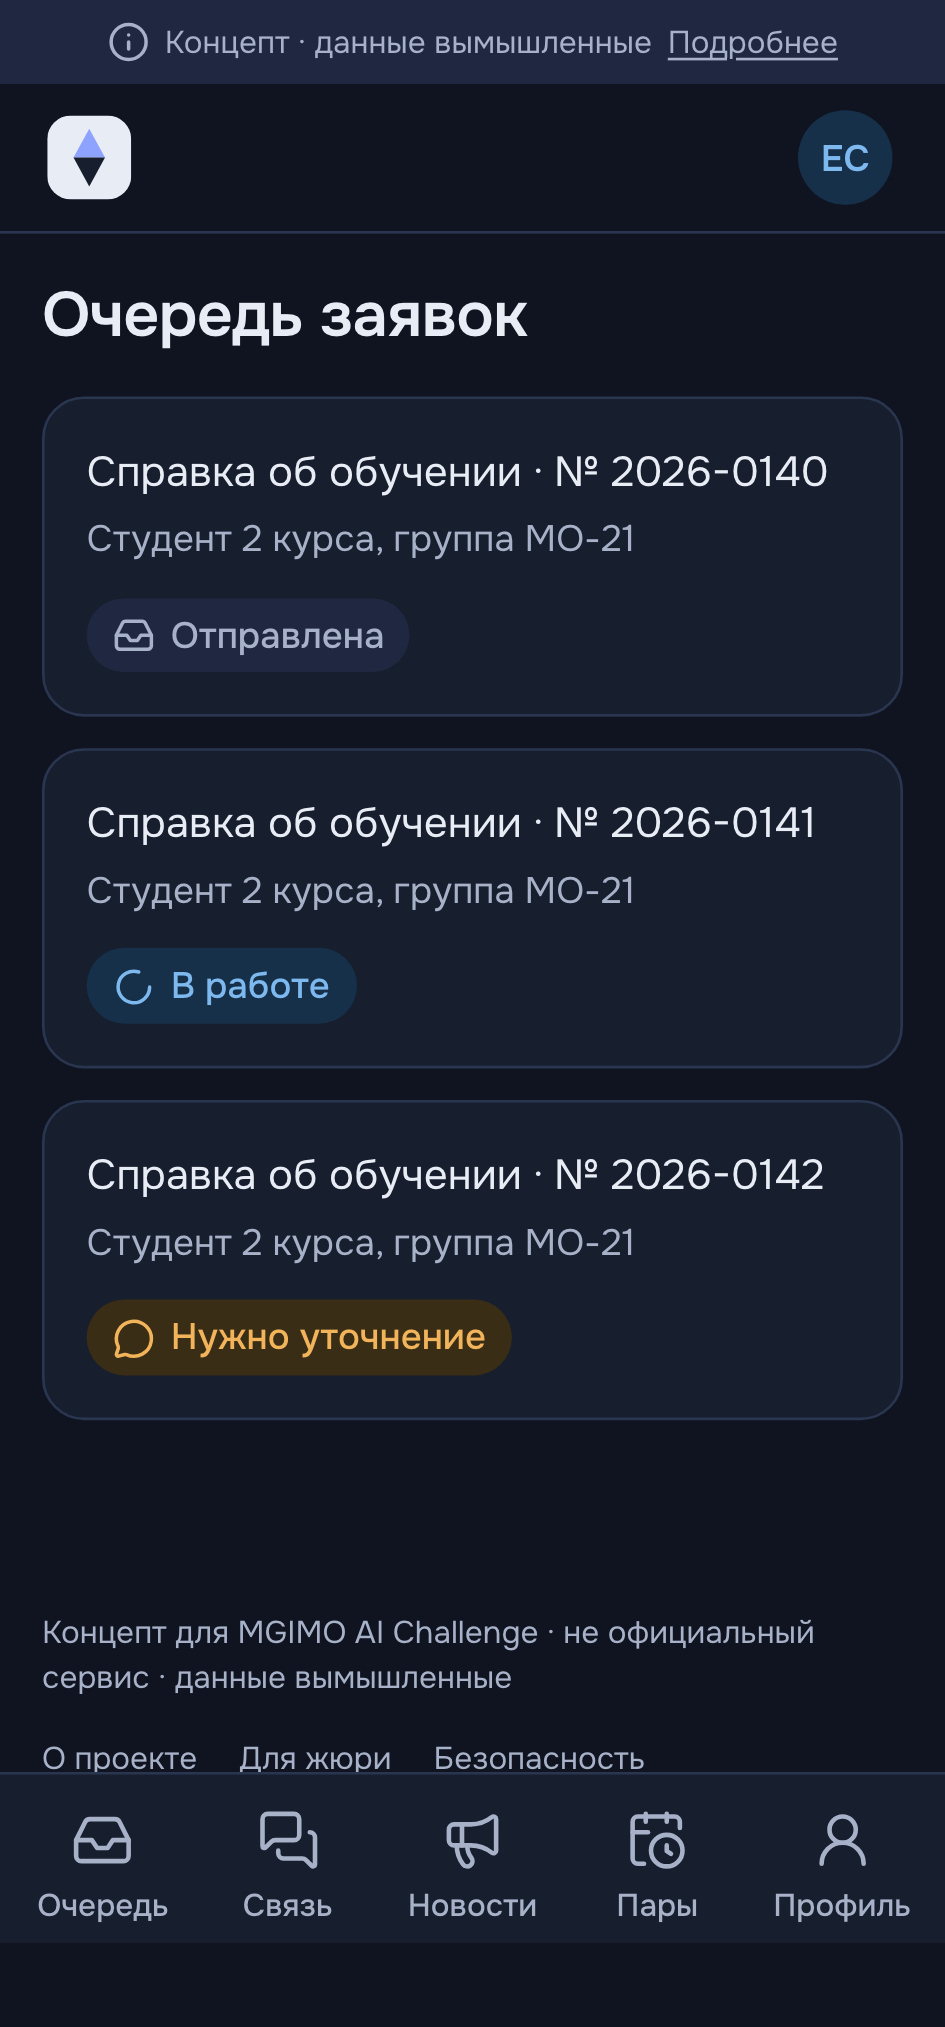 Концепт · данные вымышленные Подробнее
ЕС
Очередь заявок
Справка об обучении · № 2026-0140
Студент 2 курса, группа МО-21
Отправлена
Справка об обучении · № 2026-0141
Студент 2 курса, группа МО-21
В работе
Справка об обучении · № 2026-0142
Студент 2 курса, группа МО-21
Нужно уточнение
Концепт для MGIMO AI Challenge · не официальный
сервис · данные вымышленные
О проекте Для жюри Безопасность
Очередь Связь Новости Пары Профиль